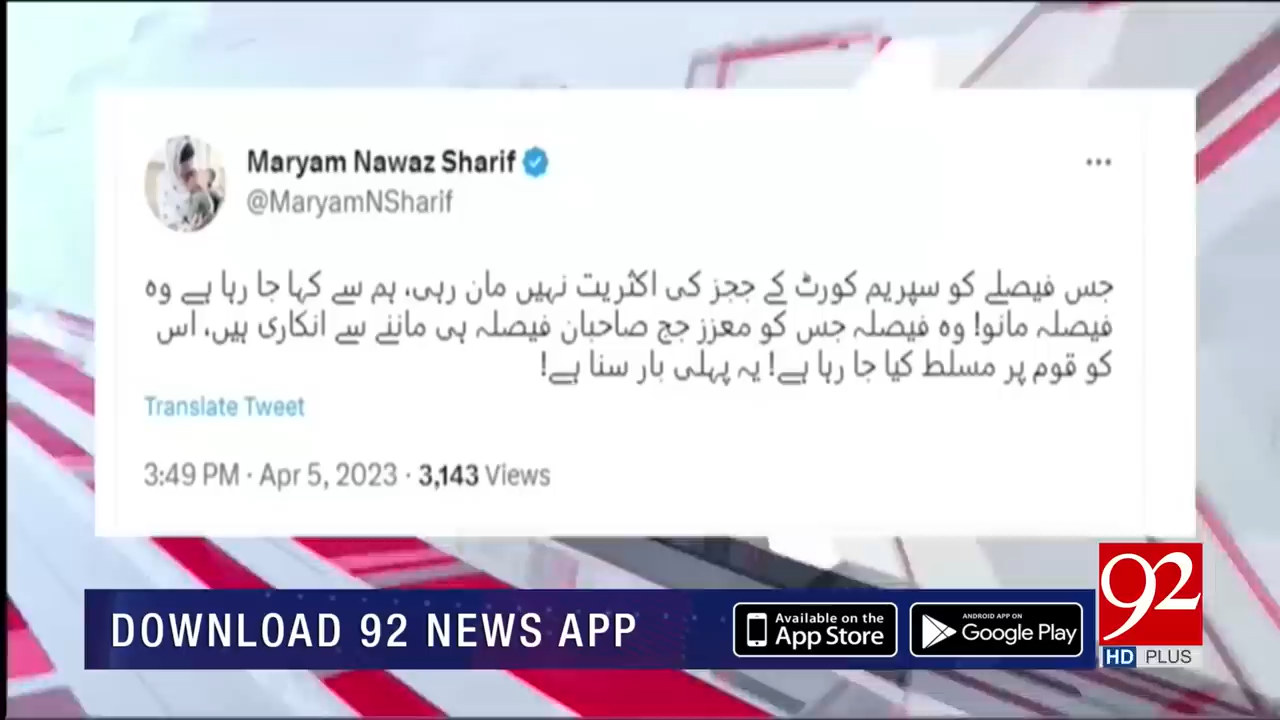 Maryam Nawaz Sharif
@MaryamNSharif
جس فیصلے کو سپریم کورٹ کے ججز کی اکثریت نہیں مان رہی، ہم سے کہا جا رہا ہے وہ
فیصلہ مانو! وہ فیصلہ جس کو معزز جج صاحبان فیصلہ ہی ماننے سے انکاری ہیں، اس
کو قوم پر مسلط کیا جا رہا ہے! یہ پہلی بار سنا ہے!
Translate Tweet
3:49 PM · Apr 5, 2023 · 3,143 Views
DOWNLOAD 92 NEWS APP
Available on the
App Store
ANDROID APP ON
Google Play
92
HD PLUS